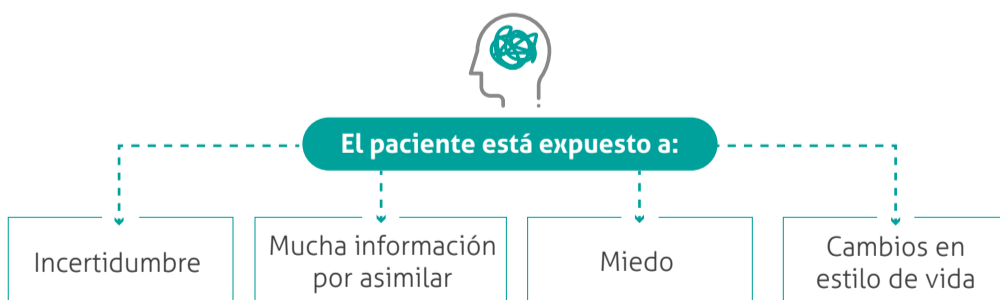 El paciente está expuesto a:
Incertidumbre
Mucha información
por asimilar
Miedo
Cambios en
estilo de vida